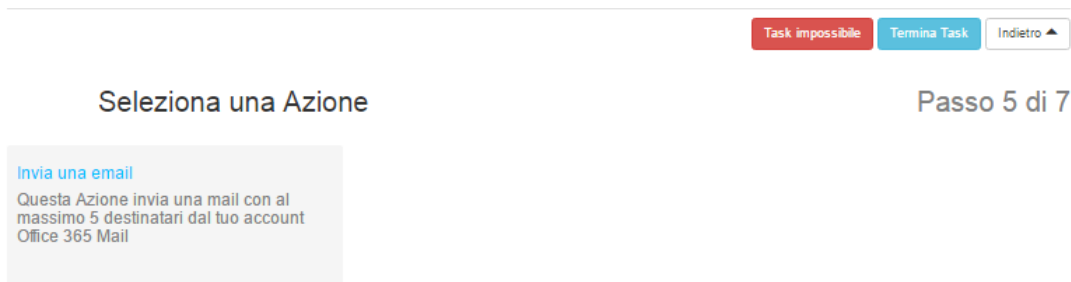 Task impossibile
Termina Task
Indietro
Seleziona una Azione
Passo 5 di 7
Invia una email
Questa Azione invia una mail con al
massimo 5 destinatari dal tuo account
Office 365 Mail